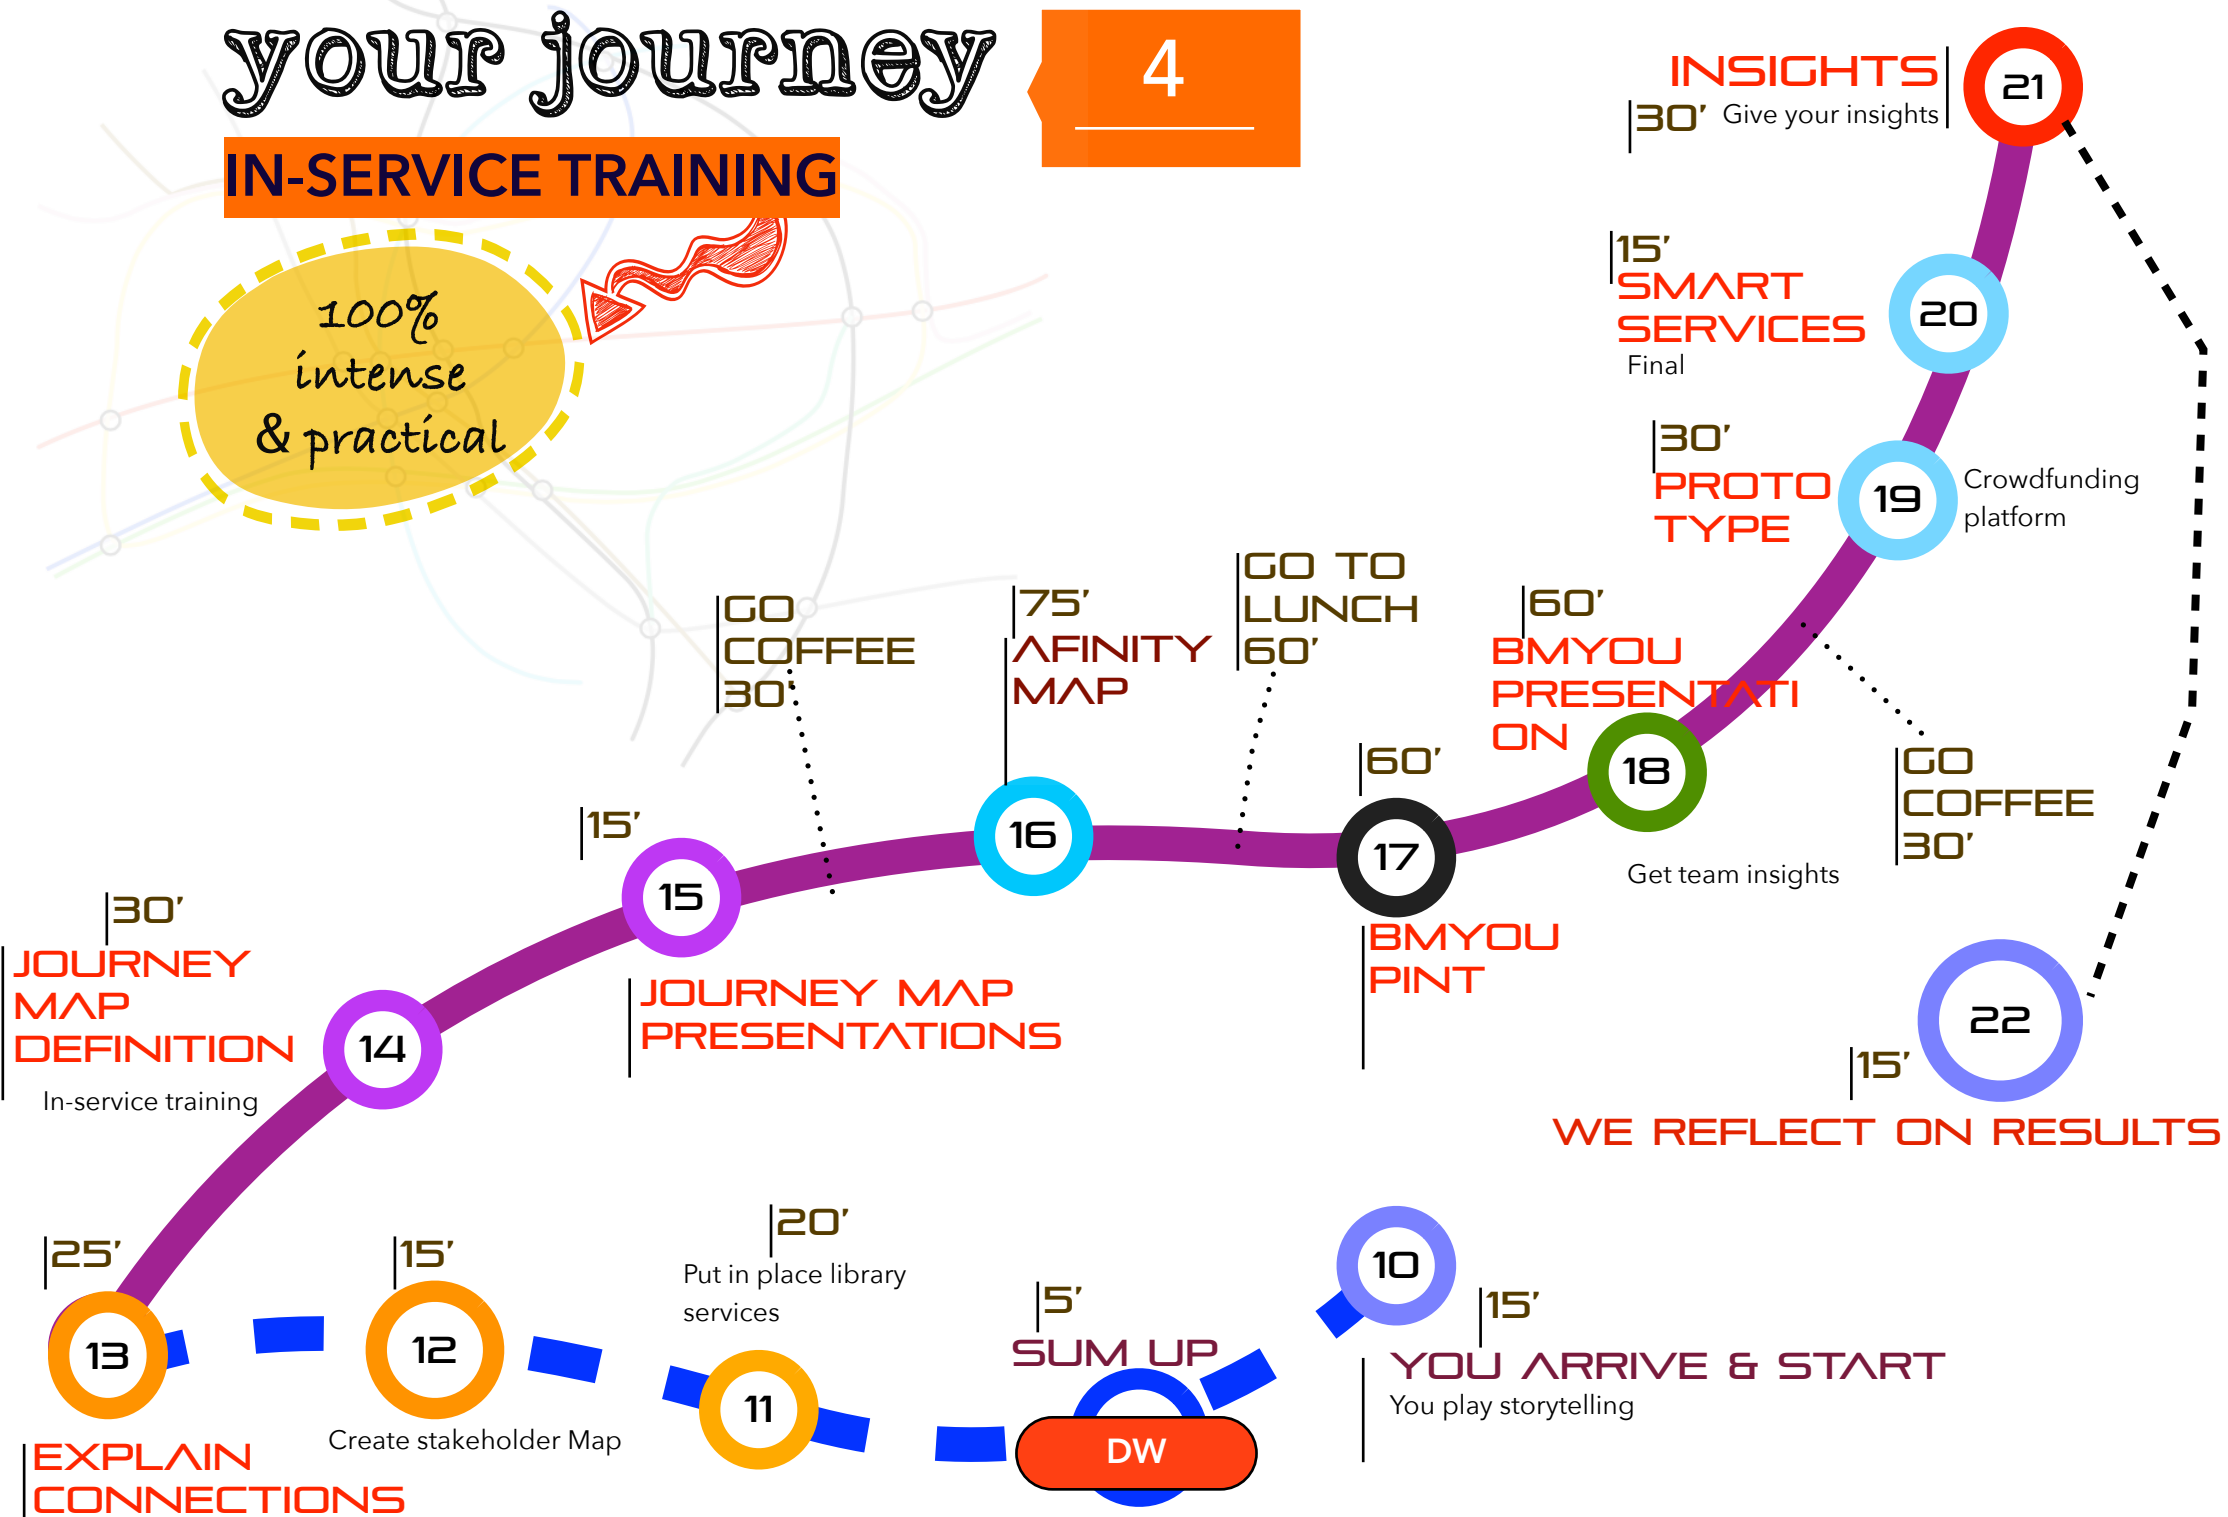 your journey
4
IN-SERVICE TRAINING
100%
intense
& practical
INSIGHTS
30’ Give your insights
21
15’
SMART
SERVICES
Final
20
30’
PROTO
TYPE
19
Crowdfunding
platform
GO
COFFEE
30’
75’
AFINITY
MAP
GO TO
LUNCH
60’
60’
BMYOU
PRESENTATI
ON
18
Get team insights
GO
COFFEE
30’
60’
17
BMYOU
PINT
16
15’
15
JOURNEY MAP
PRESENTATIONS
30’
JOURNEY
MAP
DEFINITION
In-service training
14
22
15’
WE REFLECT ON RESULTS
25’
13
EXPLAIN
CONNECTIONS
15’
12
Create stakeholder Map
20’
Put in place library
services
11
5’
SUM UP
DW
10
15’
YOU ARRIVE & START
You play storytelling